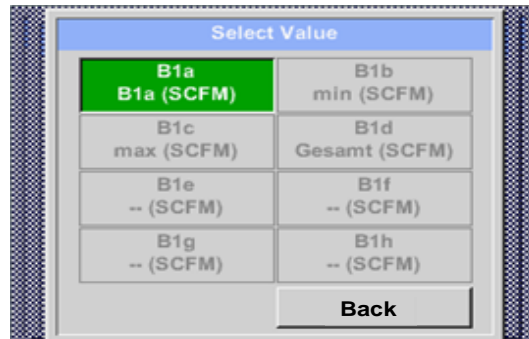 Select Value
B1a
B1a (SCFM)
B1b
min (SCFM)
B1c
max (SCFM)
B1d
Gesamt (SCFM)
B1e
-- (SCFM)
B1f
-- (SCFM)
B1g
-- (SCFM)
B1h
-- (SCFM)
Back